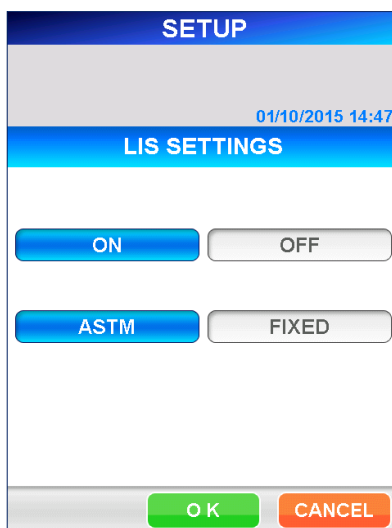 SETUP
01/10/2015 14:47
LIS SETTINGS
ON OFF
ASTM FIXED
O K CANCEL